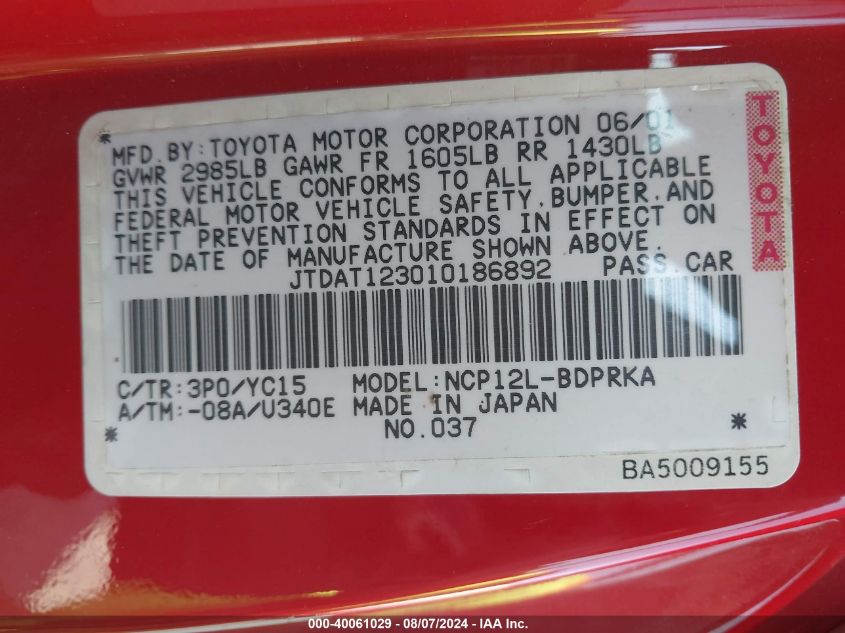 MFD. BY: TOYOTA MOTOR CORPORATION 06/01
GVWR 2985LB GAWR FR 1605LB RR 1430LB
THIS VEHICLE CONFORMS TO ALL APPLICABLE
FEDERAL MOTOR VEHICLE SAFETY, BUMPER, AND
THEFT PREVENTION STANDARDS IN EFFECT ON
THE DATE OF MANUFACTURE SHOWN ABOVE.
JTDAT123010186892 PASS. CAR
TOYOTA
C/TR: 3P0/YC15 MODEL: NCP12L-BDPRKA
A/TM: -08A/U340E MADE IN JAPAN
NO. 037
BA5009155
000-40061029 - 08/07/2024 - IAA Inc.